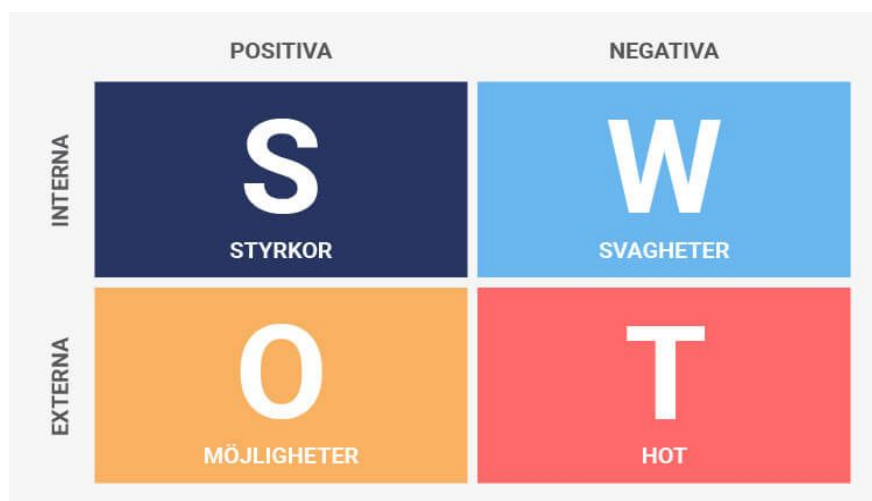 POSITIVA
NEGATIVA
INTERNA
S
STYRKOR
W
SVAGHETER
EXTERNA
O
MÖJLIGHETER
T
HOT